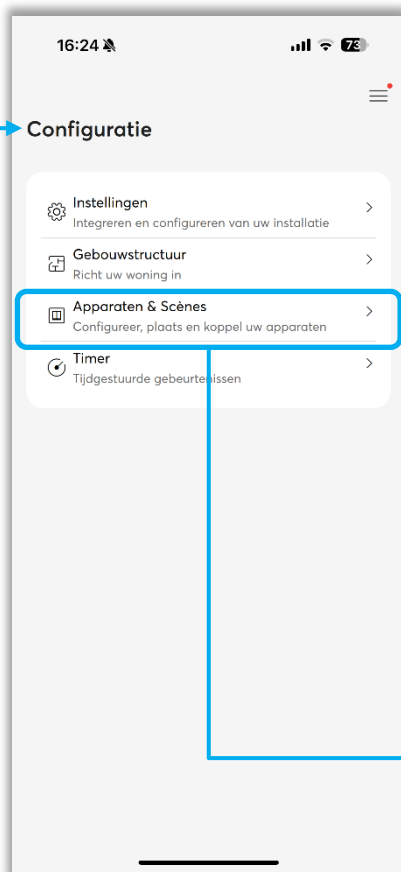 16:24
73
Configuratie
Instellingen
Integreren en configureren van uw installatie
Gebouwstructuur
Richt uw woning in
Apparaten & Scènes
Configureer, plaats en koppel uw apparaten
Timer
Tijdgestuurde gebeurtenissen